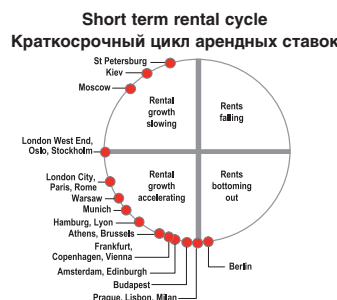 Short term rental cycle
Краткосрочный цикл арендных ставок
St Petersburg
Kiev
Moscow
Rental
growth
slowing
Rents
falling
London West End,
Oslo, Stockholm
London City,
Paris, Rome
Warsaw
Munich
Hamburg, Lyon
Athens, Brussels
Frankfurt,
Copenhagen, Vienna
Amsterdam, Edinburgh
Budapest
Prague, Lisbon, Milan
Rental
growth
accelerating
Rents
bottoming
out
Berlin